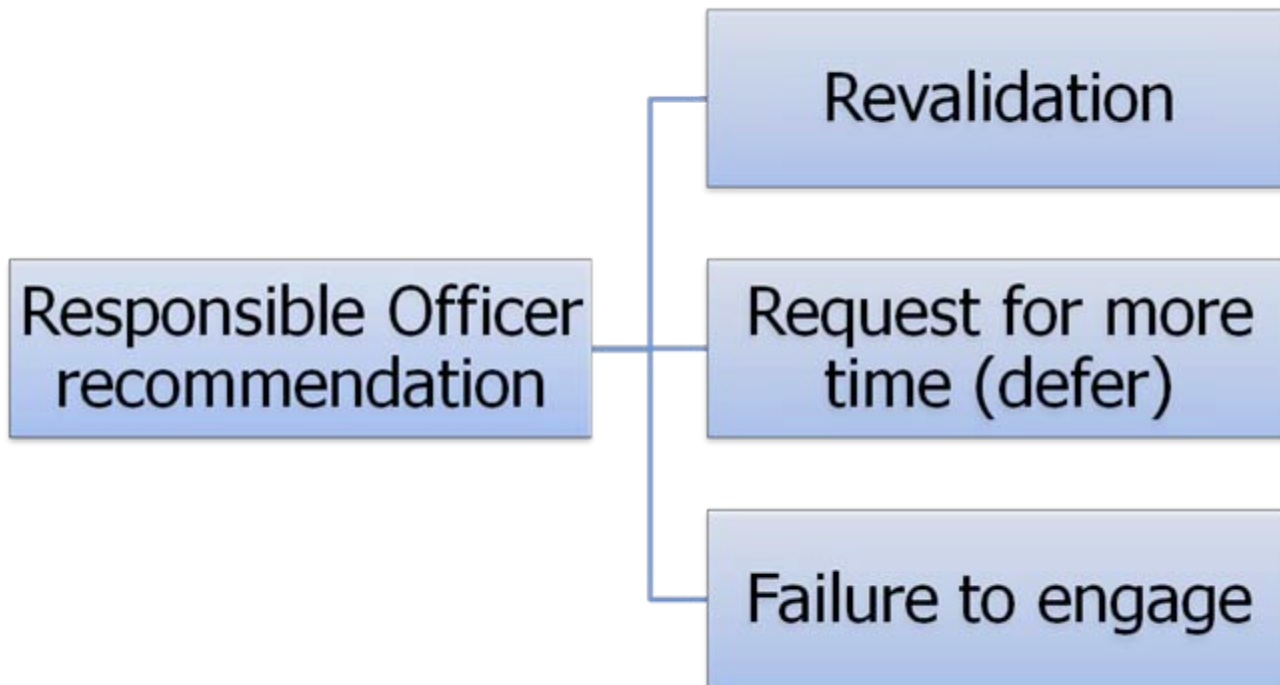 Revalidation
Responsible Officer
recommendation
Request for more
time (defer)
Failure to engage